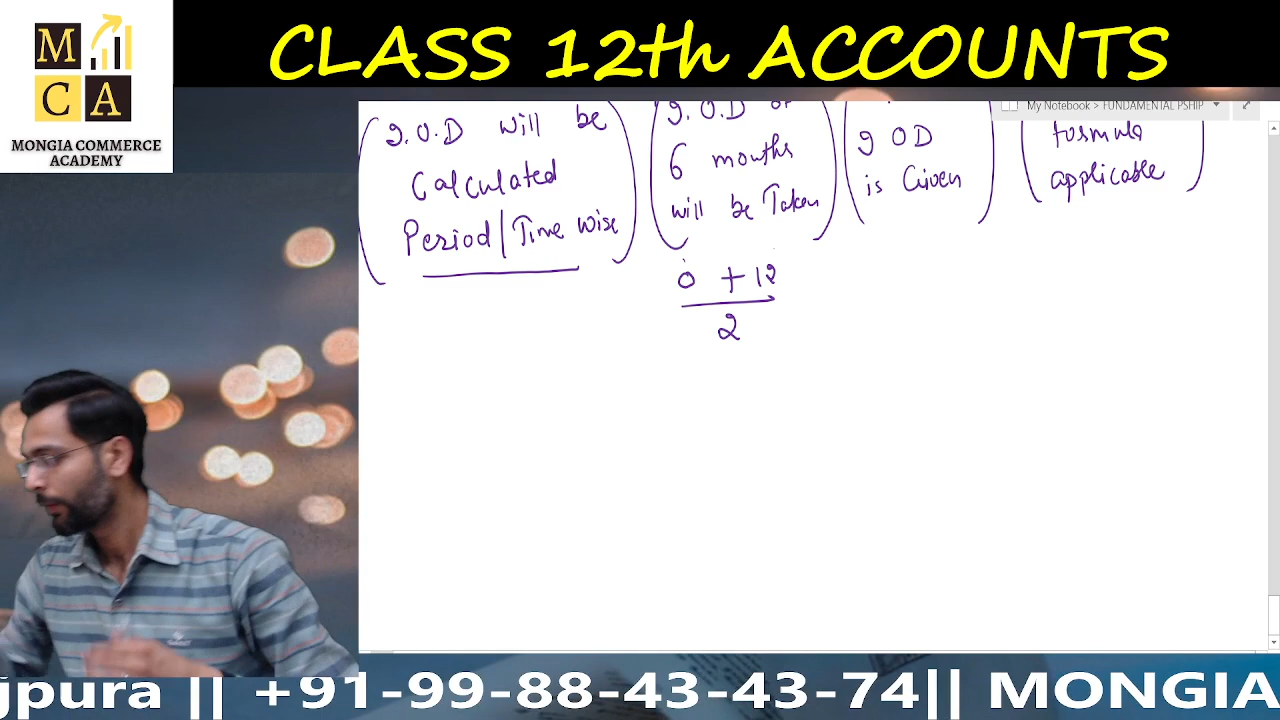 M
C A
MONGIA COMMERCE
ACADEMY
CLASS 12th ACCOUNTS
My Notebook > FUNDAMENTAL PSHIP
I.O.D will be
Calculated
Period/Time wise
I.O.D of
6 months
will be Taken
0 + 12
2
I OD
is Given
formula
applicable
jpura || +91-99-88-43-43-74|| MONGIA